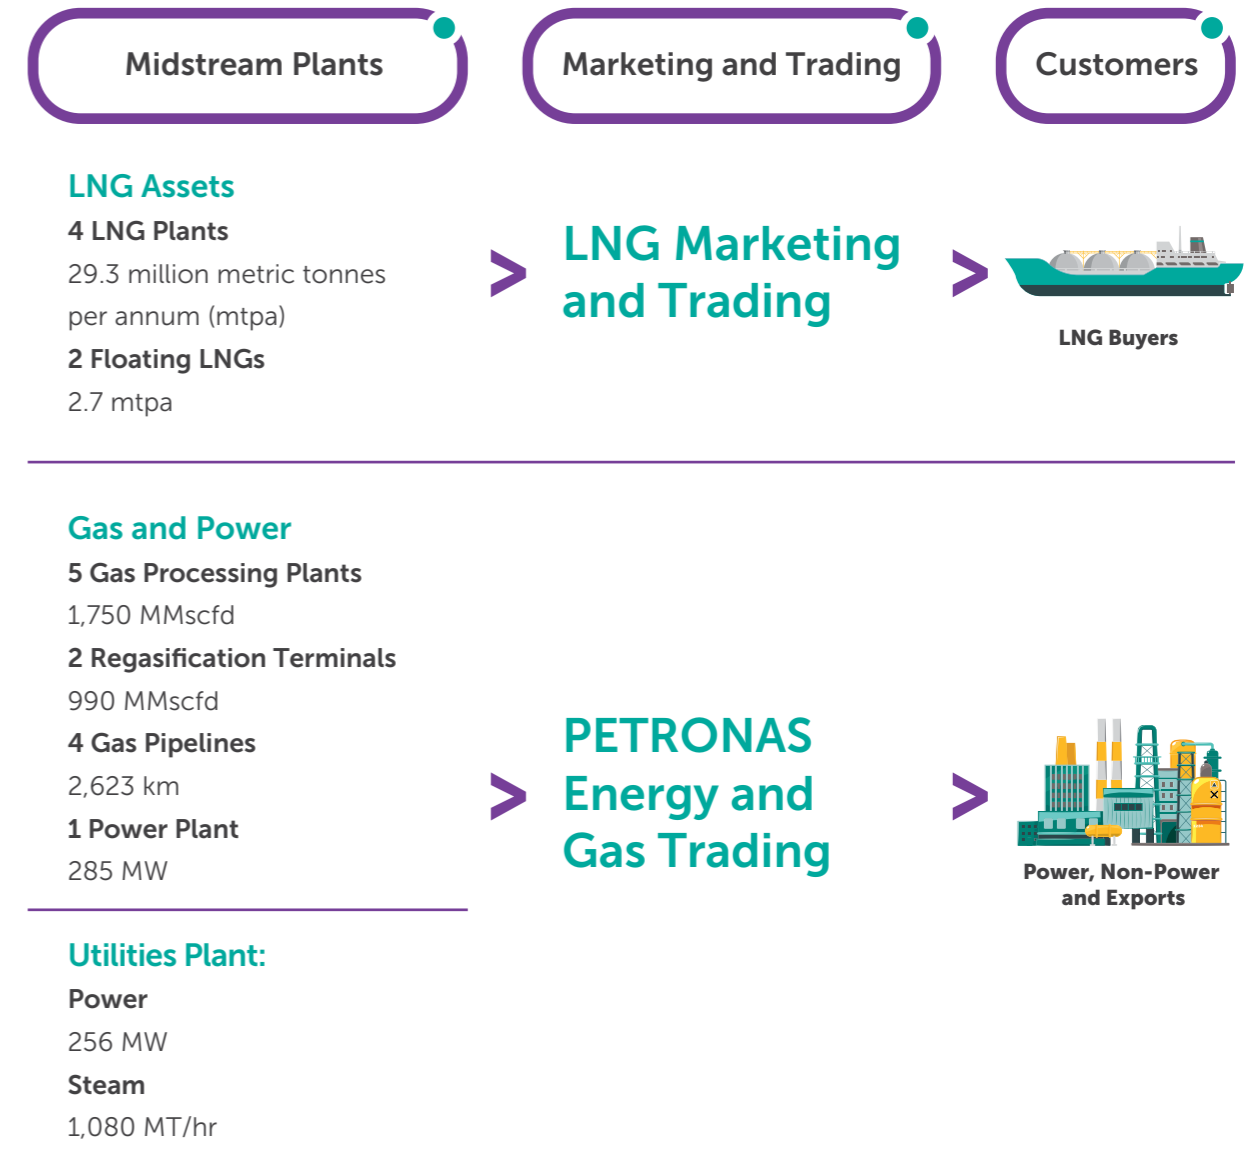 Midstream Plants
Marketing and Trading
Customers
LNG Assets
4 LNG Plants
29.3 million metric tonnes
per annum (mtpa)
2 Floating LNGs
2.7 mtpa
>
LNG Marketing
and Trading
>
LNG Buyers
Gas and Power
5 Gas Processing Plants
1,750 MMscfd
2 Regasification Terminals
990 MMscfd
4 Gas Pipelines
2,623 km
1 Power Plant
285 MW
Utilities Plant:
Power
256 MW
Steam
1,080 MT/hr
>
PETRONAS
Energy and
Gas Trading
>
Power, Non-Power
and Exports